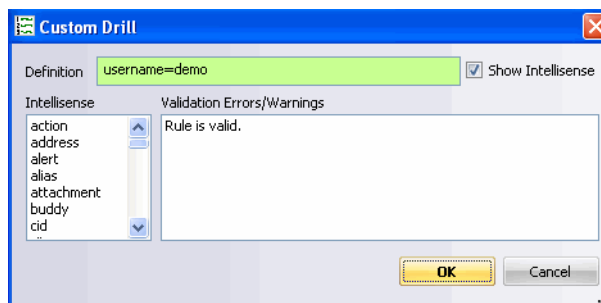 Custom Drill
Definition
username=demo
Show Intellisense
Intellisense
Validation Errors/Warnings
action
address
alert
alias
attachment
buddy
cid
Rule is valid.
OK
Cancel